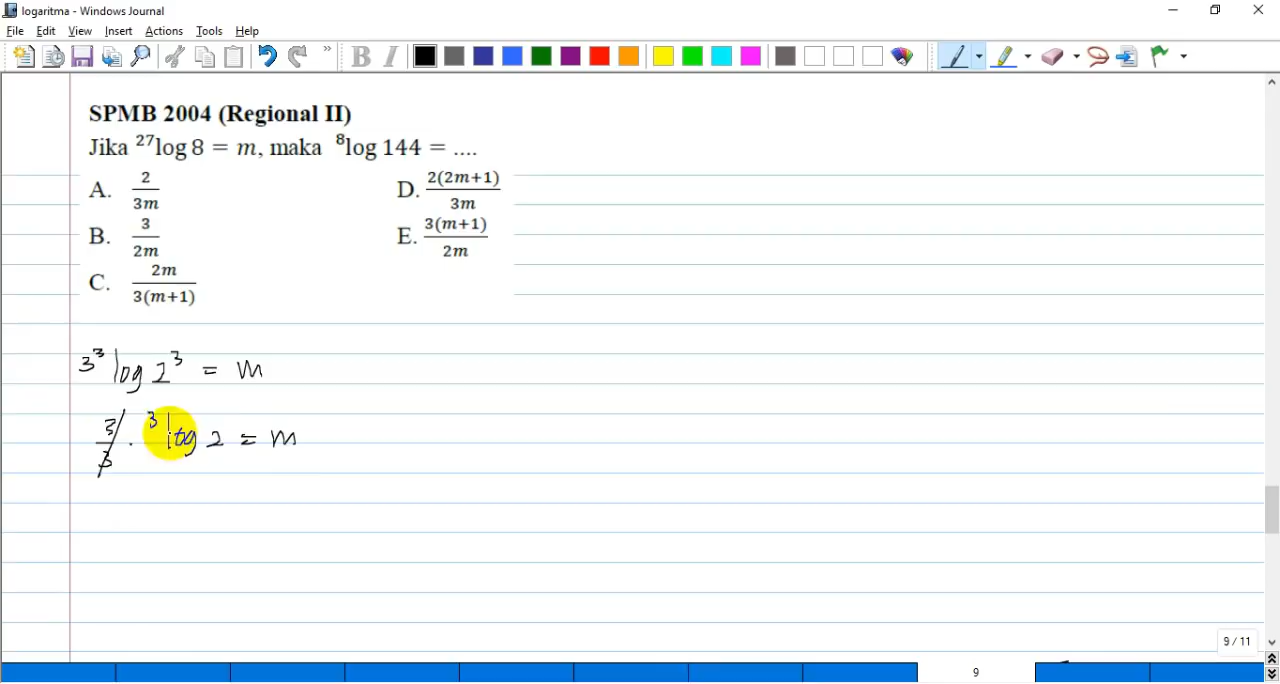 logaritma - Windows Journal
File Edit View Insert Actions Tools Help
SPMB 2004 (Regional II)
Jika ²⁷log 8 = m, maka ⁸log 144 = ....
A. 2/3m
D. 2(2m+1)/3m
B. 3/2m
E. 3(m+1)/2m
C. 2m/3(m+1)
3³ log 2³ = m
3/3 . ³log 2 = m
9 / 11
9